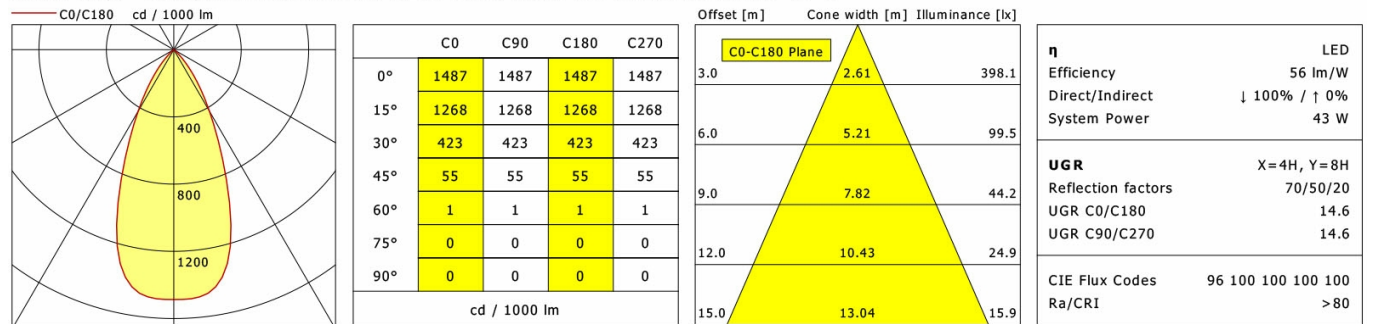 C0/C180 cd / 1000 lm
400
800
1200
C0 C90 C180 C270
0° 1487 1487 1487 1487
15° 1268 1268 1268 1268
30° 423 423 423 423
45° 55 55 55 55
60° 1 1 1 1
75° 0 0 0 0
90° 0 0 0 0
cd / 1000 lm
Offset [m] Cone width [m] Illuminance [lx]
C0-C180 Plane
3.0 2.61 398.1
6.0 5.21 99.5
9.0 7.82 44.2
12.0 10.43 24.9
15.0 13.04 15.9
η LED
Efficiency 56 lm/W
Direct/Indirect ↓ 100% / ↑ 0%
System Power 43 W
UGR X=4H, Y=8H
Reflection factors 70/50/20
UGR C0/C180 14.6
UGR C90/C270 14.6
CIE Flux Codes 96 100 100 100 100
Ra/CRI >80